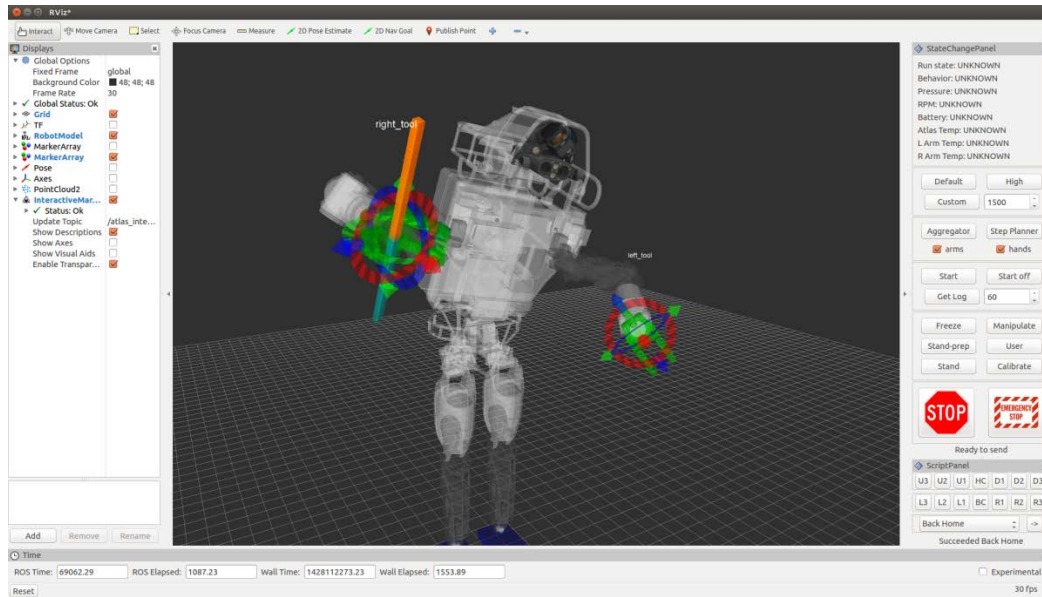 RViz*
Interact Move Camera Select Focus Camera Measure 2D Pose Estimate 2D Nav Goal Publish Point
Displays
Global Options
Fixed Frame global
Background Color 48; 48; 48
Frame Rate 30
Global Status: Ok
Grid
TF
RobotModel
MarkerArray
MarkerArray
Pose
Axes
PointCloud2
InteractiveMar...
Status: Ok
Update Topic /atlas_inte...
Show Descriptions
Show Axes
Show Visual Aids
Enable Transpar...
Add Remove Rename
right_tool
left_tool
StateChangePanel
Run state: UNKNOWN
Behavior: UNKNOWN
Pressure: UNKNOWN
RPM: UNKNOWN
Battery: UNKNOWN
Atlas Temp: UNKNOWN
L Arm Temp: UNKNOWN
R Arm Temp: UNKNOWN
Default High
Custom 1500
Aggregator Step Planner
arms hands
Start Start off
Get Log 60
Freeze Manipulate
Stand-prep User
Stand Calibrate
STOP EMERGENCY STOP
Ready to send
ScriptPanel
U3 U2 U1 HC D1 D2 D3
L3 L2 L1 BC R1 R2 R3
Back Home ->
Succeeded Back Home
Time
ROS Time: 69062.29 ROS Elapsed: 1087.23 Wall Time: 1428112273.23 Wall Elapsed: 1553.89 Experimental
Reset 30 fps